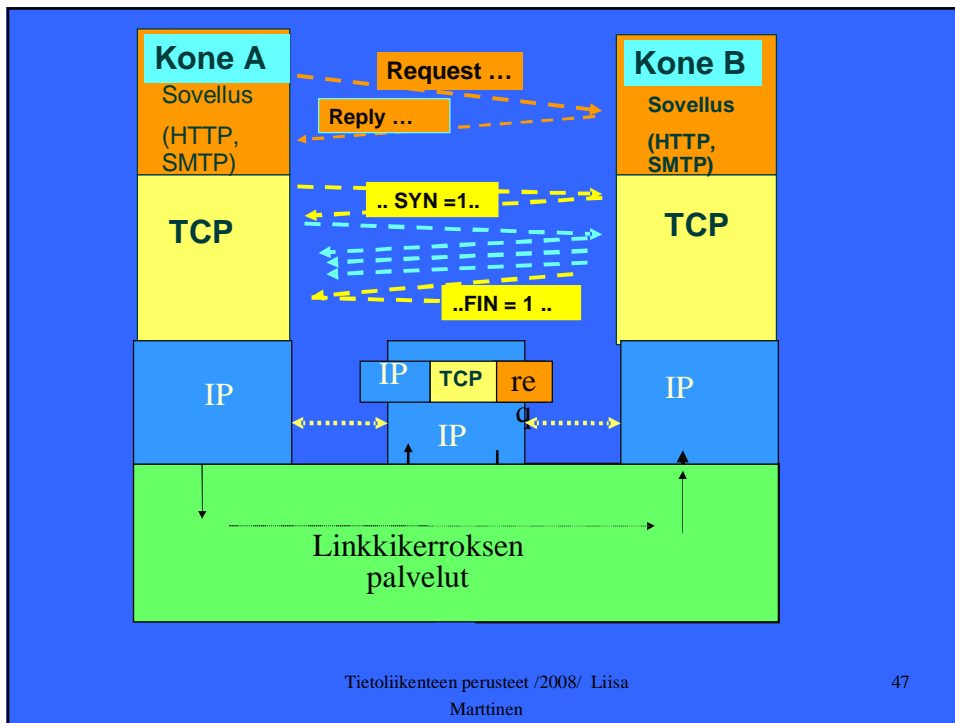 Kone A
Sovellus
(HTTP,
SMTP)
Request …
Reply …
Kone B
Sovellus
(HTTP,
SMTP)
TCP
.. SYN =1..
..FIN = 1 ..
TCP
IP
IP
TCP
re
q
IP
IP
Linkkikerroksen
palvelut
Tietoliikenteen perusteet /2008/ Liisa
Marttinen
47